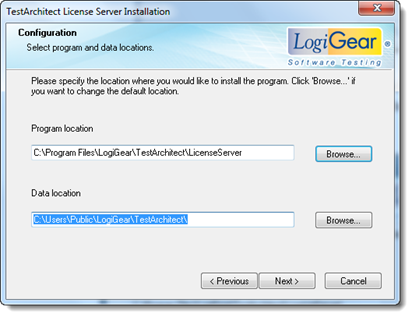 TestArchitect License Server Installation
Configuration
Select program and data locations.
LogiGear ®
Software Testing
Please specify the location where you would like to install the program. Click 'Browse...' if
you want to change the default location.
Program location
C:\Program Files\LogiGear\TestArchitect\LicenseServer
Browse...
Data location
C:\Users\Public\LogiGear\TestArchitect\
Browse...
< Previous
Next >
Cancel